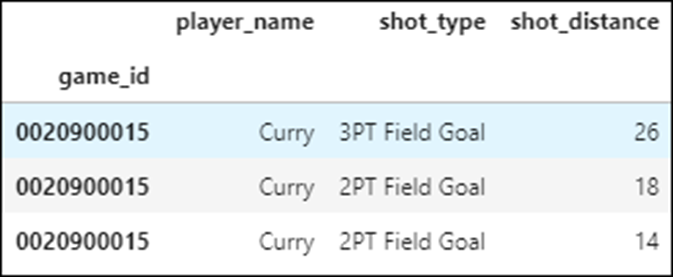 player_name shot_type shot_distance
game_id
0020900015 Curry 3PT Field Goal 26
0020900015 Curry 2PT Field Goal 18
0020900015 Curry 2PT Field Goal 14